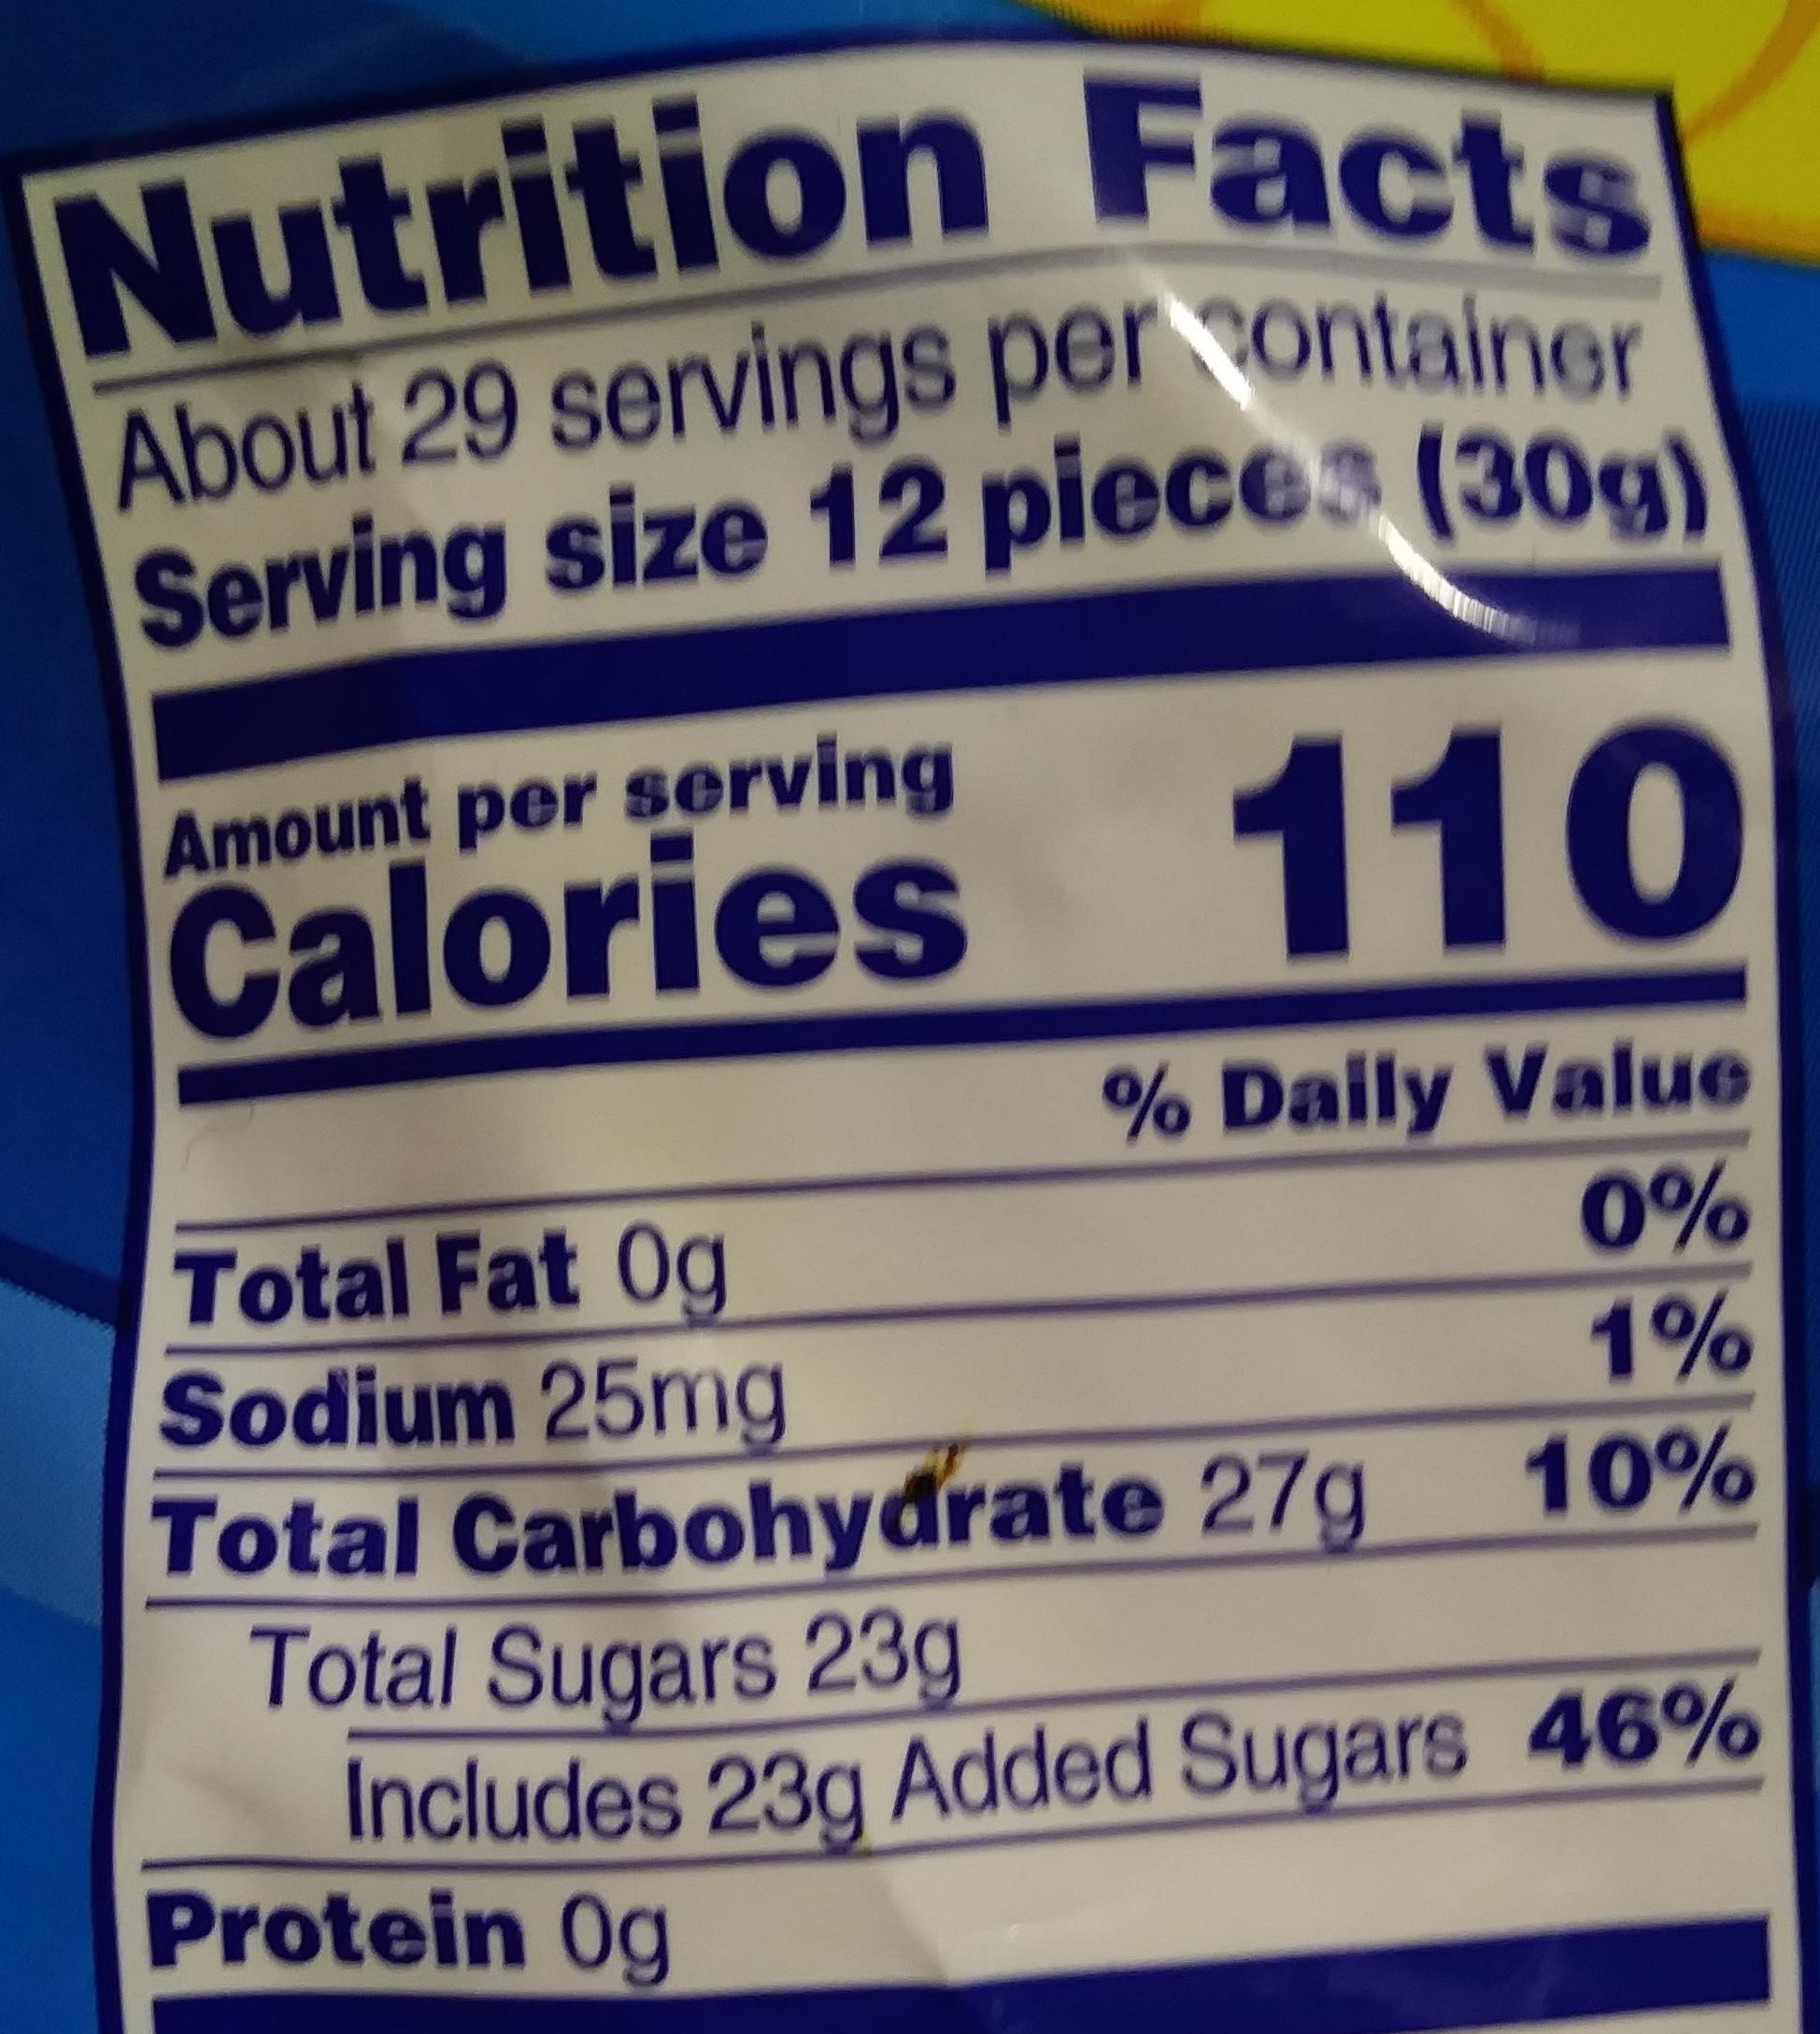 Nutrition Facts
About 29 servings per container
Serving size 12 pieces (30g)
Amount per serving
Calories 110
% Daily Value
Total Fat 0g 0%
Sodium 25mg 1%
Total Carbohydrate 27g 10%
Total Sugars 23g
Includes 23g Added Sugars 46%
Protein 0g